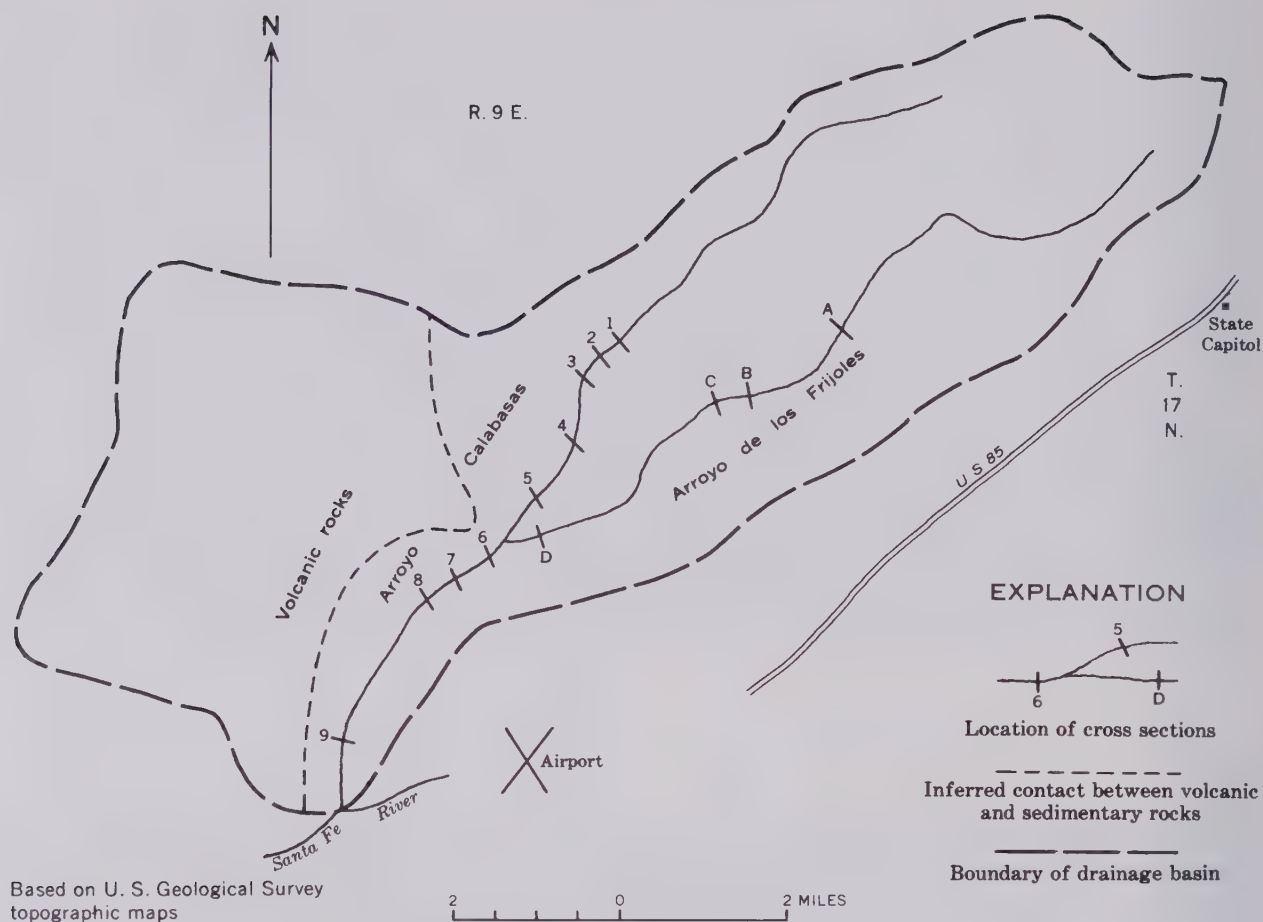 N
R. 9 E.
State
Capitol
T.
17
N.
U S 85
A
B
C
D
1
2
3
4
5
6
7
8
9
Calabasas
Arroyo
Arroyo de los Frijoles
Volcanic rocks
Airport
Santa Fe River
EXPLANATION
5
6
D
Location of cross sections
Inferred contact between volcanic
and sedimentary rocks
Boundary of drainage basin
Based on U. S. Geological Survey
topographic maps
2 0 2 MILES